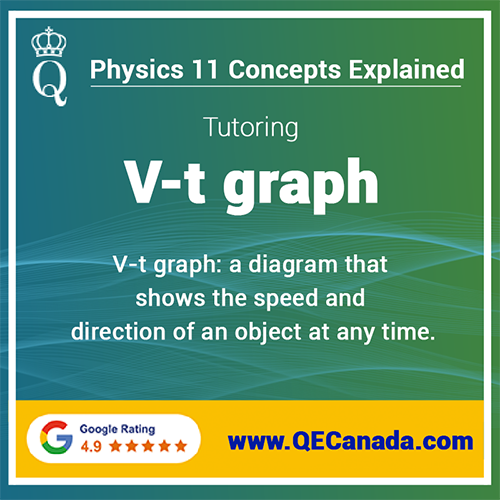 Q
Physics 11 Concepts Explained
Tutoring
V-t graph
V-t graph: a diagram that
shows the speed and
direction of an object at any time.
Google Rating
4.9
www.QECanada.com